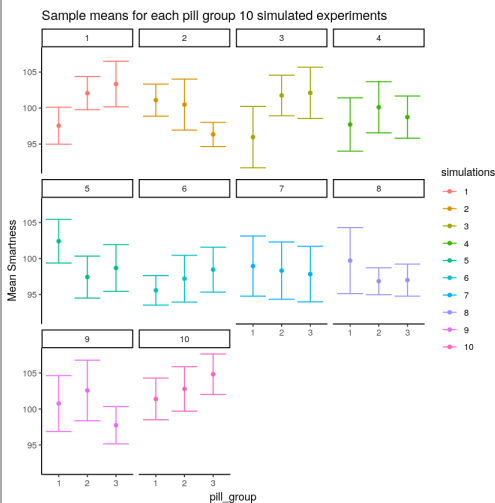 Sample means for each pill group 10 simulated experiments
1 2 3 4
105
100
95
simulations
1
2
3
4
5
6
7
8
9
10
5 6 7 8
105
100
95
Mean Smartness
1 2 3 1 2 3
9 10
105
100
95
1 2 3 1 2 3
pill_group